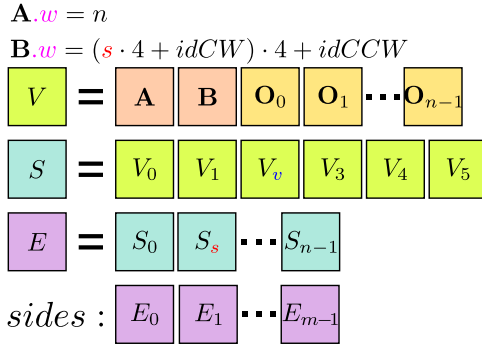 A.w = n
B.w = (s · 4 + idCW) · 4 + idCCW
V = A B O₀ O₁ ... Oₙ₋₁
S = V₀ V₁ Vᵥ V₃ V₄ V₅
E = S₀ Sₛ ... Sₙ₋₁
sides : E₀ E₁ ... Eₘ₋₁